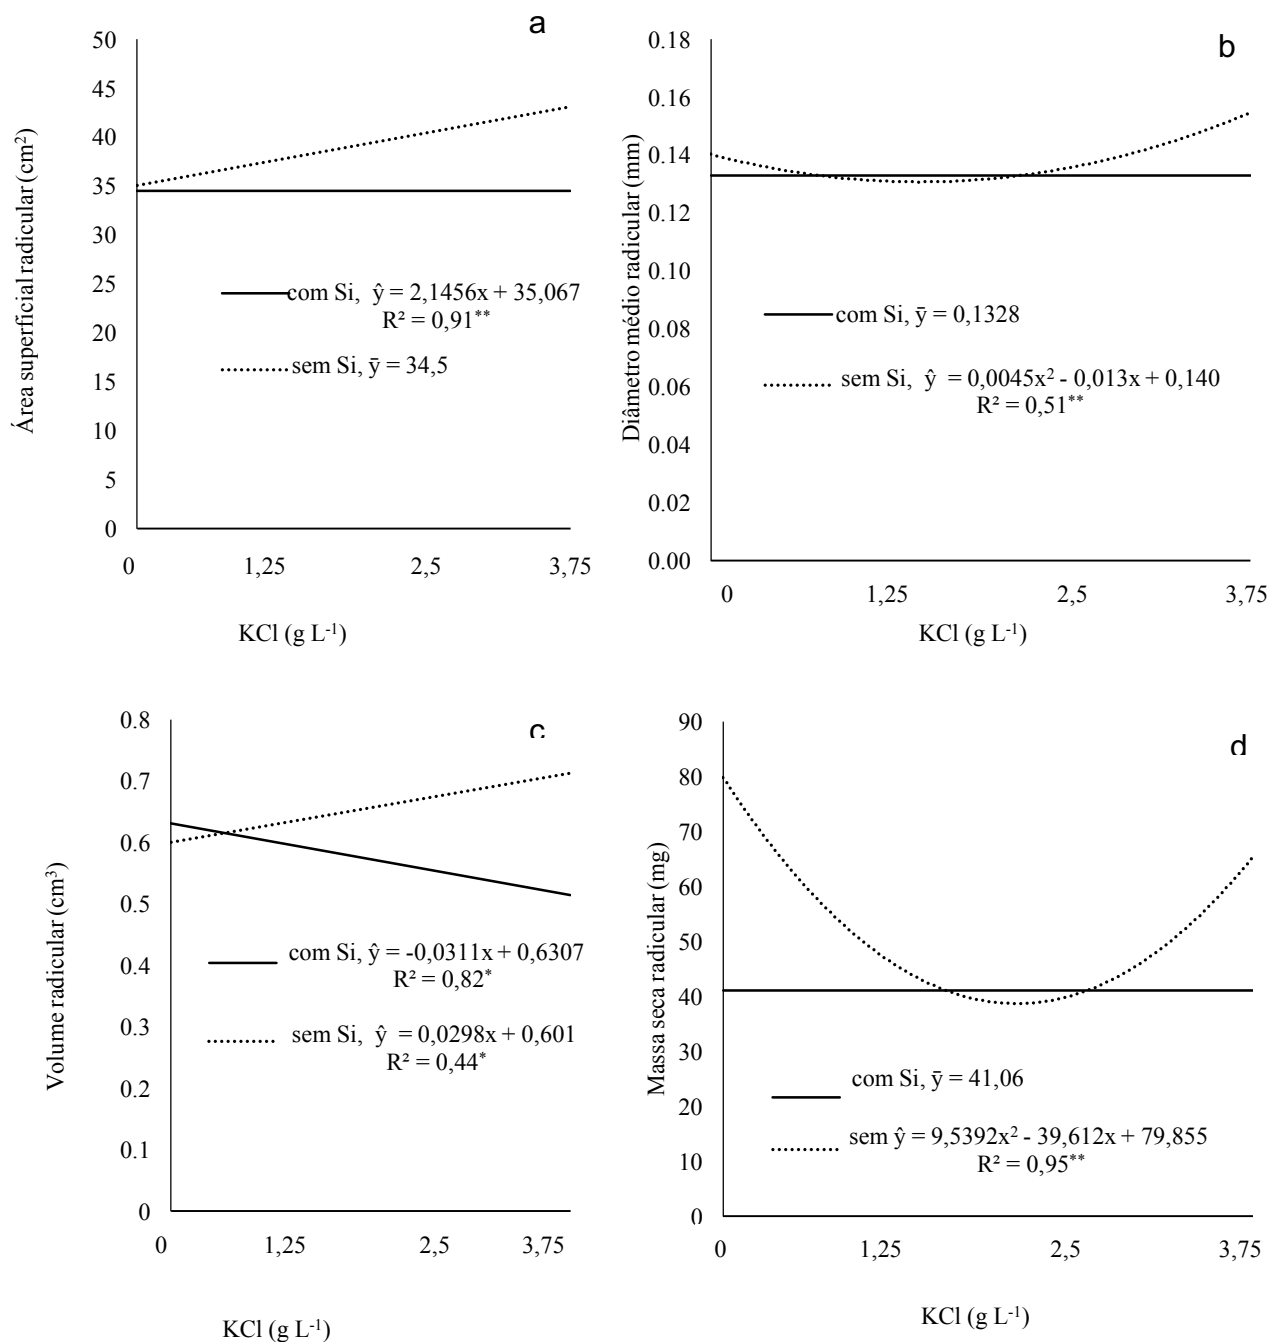 a
50
45
40
35
30
25
20
15
10
5
0
Área superficial radicular (cm²)
com Si, ŷ = 2,1456x + 35,067
R² = 0,91**
sem Si, ȳ = 34,5
0 1,25 2,5 3,75
KCl (g L⁻¹)
b
0.18
0.16
0.14
0.12
0.10
0.08
0.06
0.04
0.02
0.00
Diâmetro médio radicular (mm)
com Si, ȳ = 0,1328
sem Si, ŷ = 0,0045x² - 0,013x + 0,140
R² = 0,51**
0 1,25 2,5 3,75
KCl (g L⁻¹)
c
0.8
0.7
0.6
0.5
0.4
0.3
0.2
0.1
0
Volume radicular (cm³)
com Si, ŷ = -0,0311x + 0,6307
R² = 0,82*
sem Si, ŷ = 0,0298x + 0,601
R² = 0,44*
0 1,25 2,5 3,75
KCl (g L⁻¹)
d
90
80
70
60
50
40
30
20
10
0
Massa seca radicular (mg)
com Si, ȳ = 41,06
sem ŷ = 9,5392x² - 39,612x + 79,855
R² = 0,95**
0 1,25 2,5 3,75
KCl (g L⁻¹)